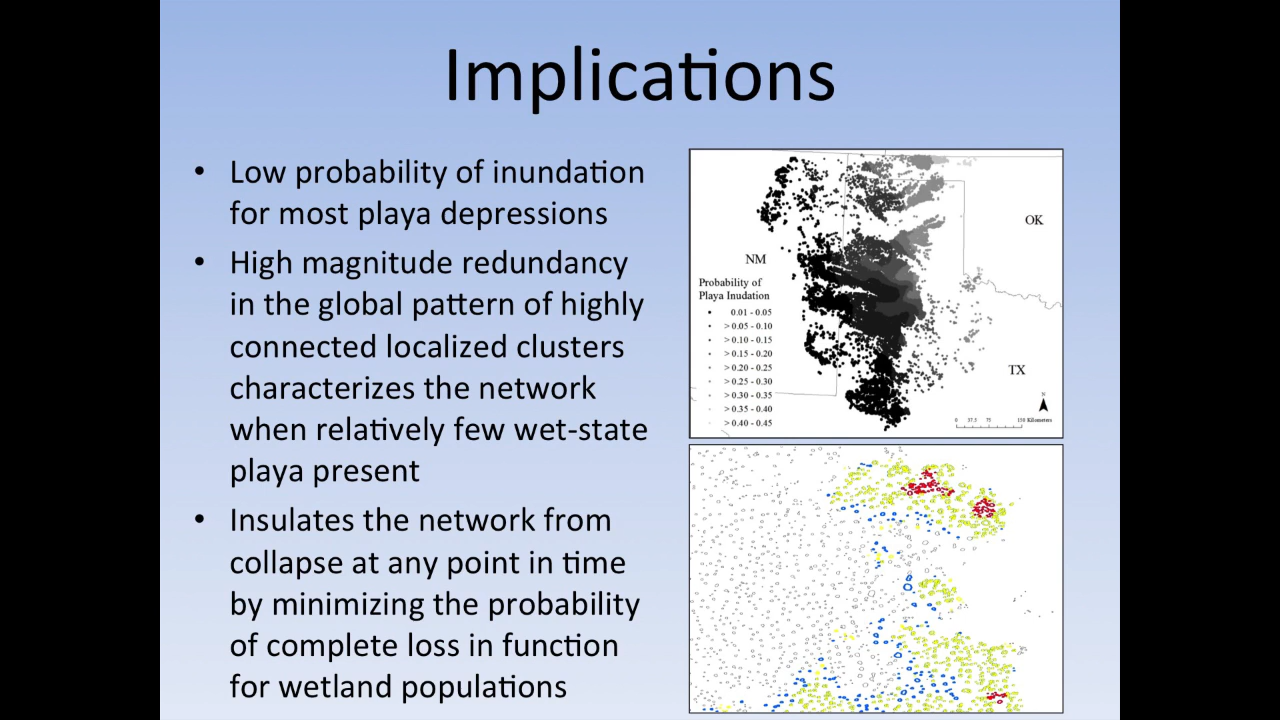 Implications
• Low probability of inundation
for most playa depressions
• High magnitude redundancy
in the global pattern of highly
connected localized clusters
characterizes the network
when relatively few wet-state
playa present
• Insulates the network from
collapse at any point in time
by minimizing the probability
of complete loss in function
for wetland populations
OK
NM
Probability of
Playa Inudation
0.01 - 0.05
> 0.05 - 0.10
> 0.10 - 0.15
> 0.15 - 0.20
> 0.20 - 0.25
> 0.25 - 0.30
> 0.30 - 0.35
> 0.35 - 0.40
> 0.40 - 0.45
TX
N
0 37.5 75 150 Kilometers